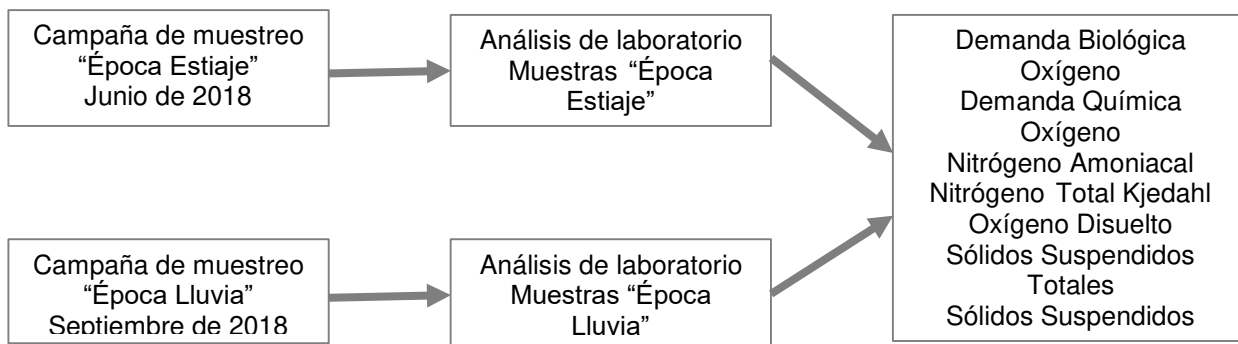 Campaña de muestreo
“Época Estiaje”
Junio de 2018
Análisis de laboratorio
Muestras “Época
Estiaje”
Demanda Biológica
Oxígeno
Demanda Química
Oxígeno
Nitrógeno Amoniacal
Nitrógeno Total Kjedahl
Oxígeno Disuelto
Sólidos Suspendidos
Totales
Sólidos Suspendidos
Campaña de muestreo
“Época Lluvia”
Septiembre de 2018
Análisis de laboratorio
Muestras “Época
Lluvia”